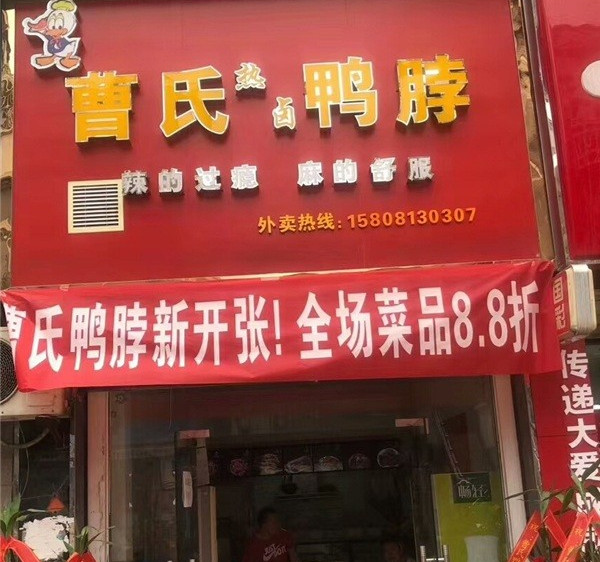 曹氏热卤鸭脖
辣的过瘾 麻的舒服
外卖热线:15808130307
曹氏鸭脖新开张!全场菜品8.8折
传递大爱